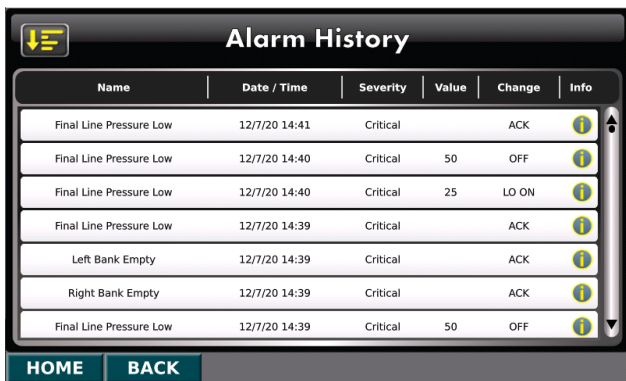 Alarm History
Name Date / Time Severity Value Change Info
Final Line Pressure Low 12/7/20 14:41 Critical ACK i
Final Line Pressure Low 12/7/20 14:40 Critical 50 OFF i
Final Line Pressure Low 12/7/20 14:40 Critical 25 LO ON i
Final Line Pressure Low 12/7/20 14:39 Critical ACK i
Left Bank Empty 12/7/20 14:39 Critical ACK i
Right Bank Empty 12/7/20 14:39 Critical ACK i
Final Line Pressure Low 12/7/20 14:39 Critical 50 OFF i
HOME BACK